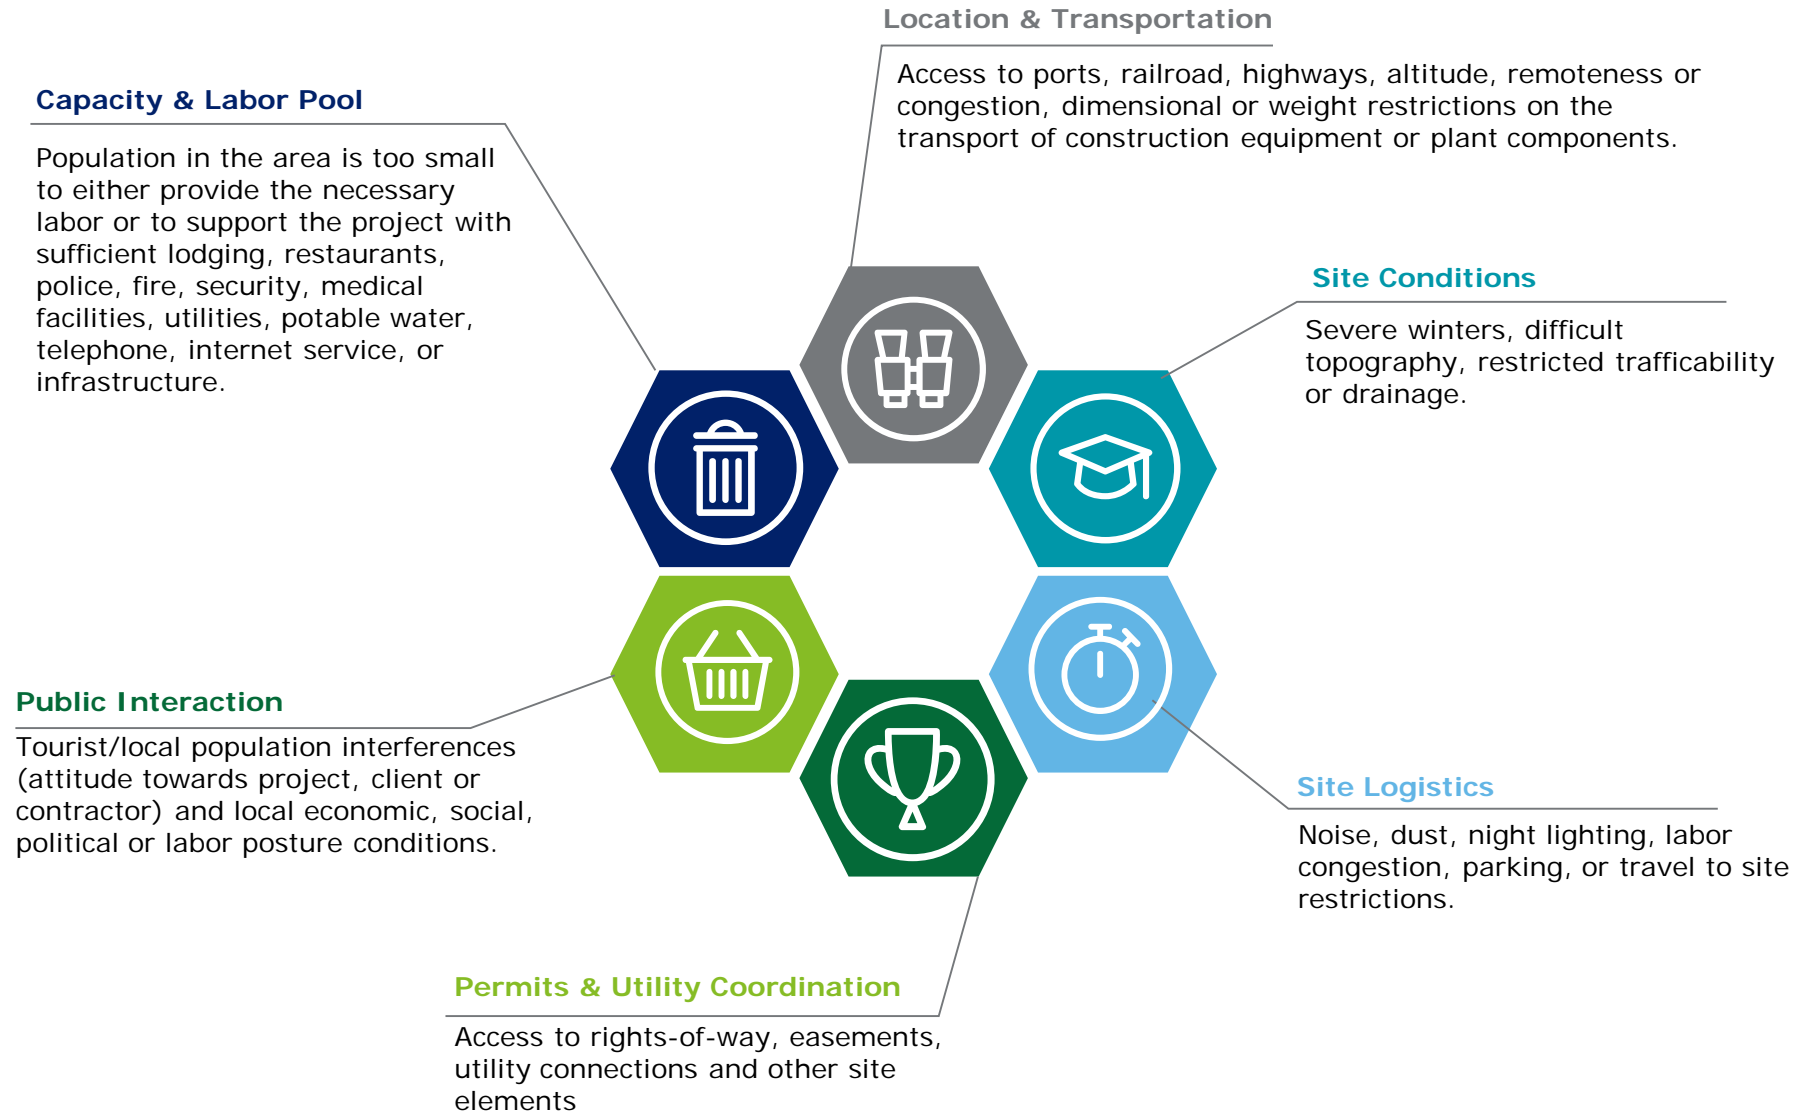 Location & Transportation
Access to ports, railroad, highways, altitude, remoteness or
congestion, dimensional or weight restrictions on the
transport of construction equipment or plant components.
Capacity & Labor Pool
Population in the area is too small
to either provide the necessary
labor or to support the project with
sufficient lodging, restaurants,
police, fire, security, medical
facilities, utilities, potable water,
telephone, internet service, or
infrastructure.
Site Conditions
Severe winters, difficult
topography, restricted trafficability
or drainage.
Public Interaction
Tourist/local population interferences
(attitude towards project, client or
contractor) and local economic, social,
political or labor posture conditions.
Site Logistics
Noise, dust, night lighting, labor
congestion, parking, or travel to site
restrictions.
Permits & Utility Coordination
Access to rights-of-way, easements,
utility connections and other site
elements